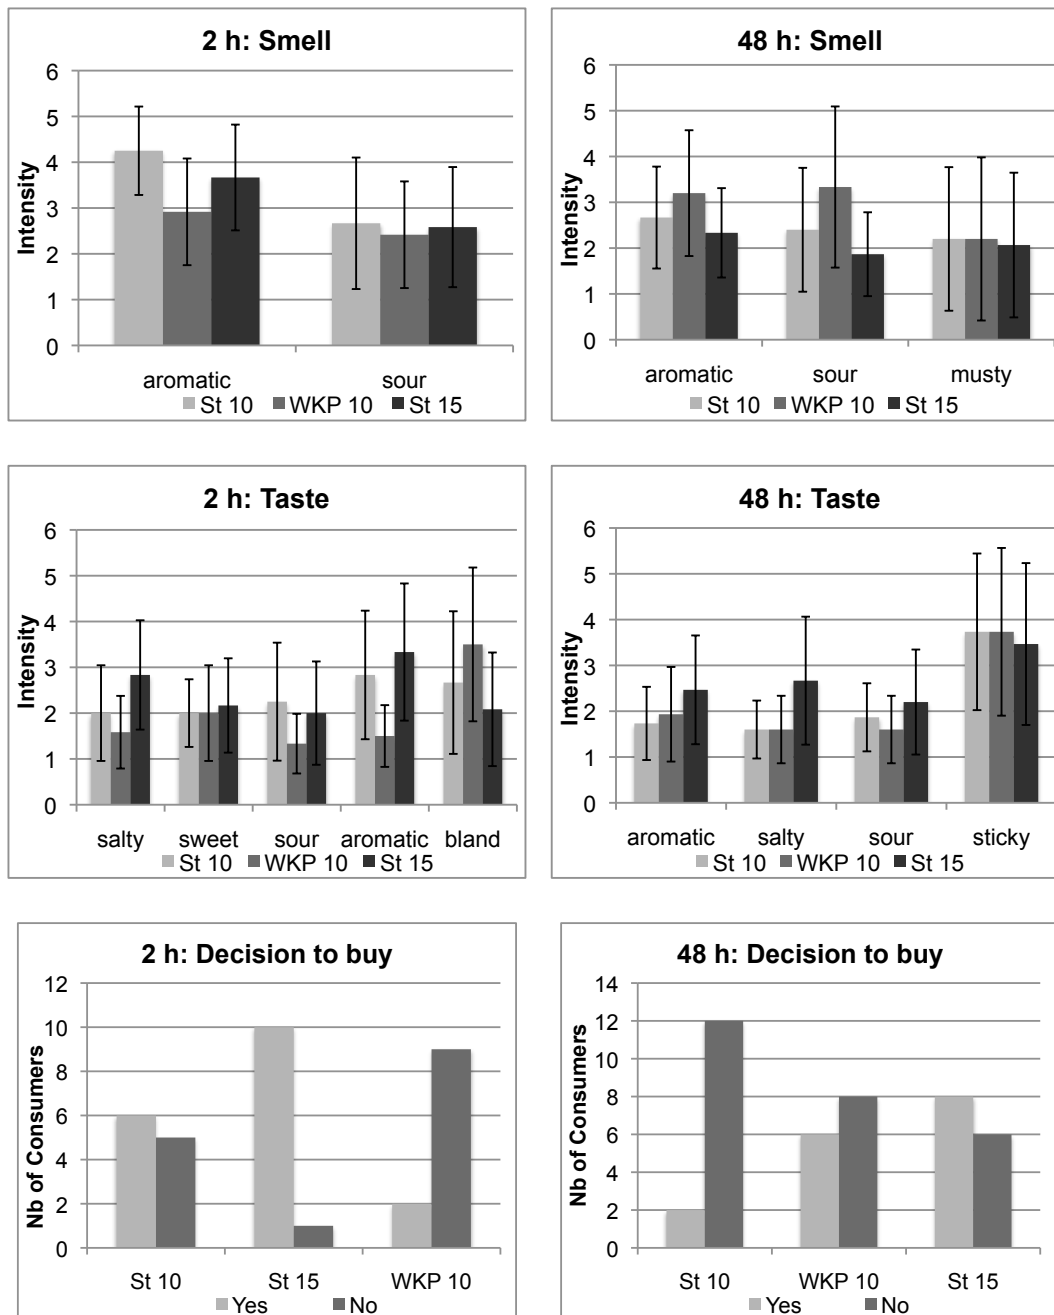 2 h: Smell
Intensity
6
5
4
3
2
1
0
aromatic sour
St 10 WKP 10 St 15
48 h: Smell
Intensity
6
5
4
3
2
1
0
aromatic sour musty
St 10 WKP 10 St 15
2 h: Taste
Intensity
6
5
4
3
2
1
0
salty sweet sour aromatic bland
St 10 WKP 10 St 15
48 h: Taste
Intensity
6
5
4
3
2
1
0
aromatic salty sour sticky
St 10 WKP 10 St 15
2 h: Decision to buy
Nb of Consumers
12
10
8
6
4
2
0
St 10 St 15 WKP 10
Yes No
48 h: Decision to buy
Nb of Consumers
14
12
10
8
6
4
2
0
St 10 WKP 10 St 15
Yes No